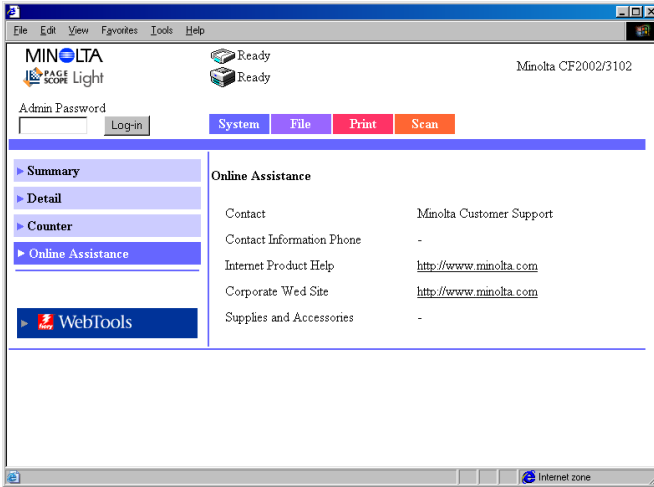 File Edit View Favorites Tools Help
MINOLTA
PAGE SCOPE Light
Ready
Ready
Minolta CF2002/3102
Admin Password
Log-in
System File Print Scan
Summary
Detail
Counter
Online Assistance
fiery WebTools
Online Assistance
Contact Minolta Customer Support
Contact Information Phone -
Internet Product Help http://www.minolta.com
Corporate Wed Site http://www.minolta.com
Supplies and Accessories -
Internet zone